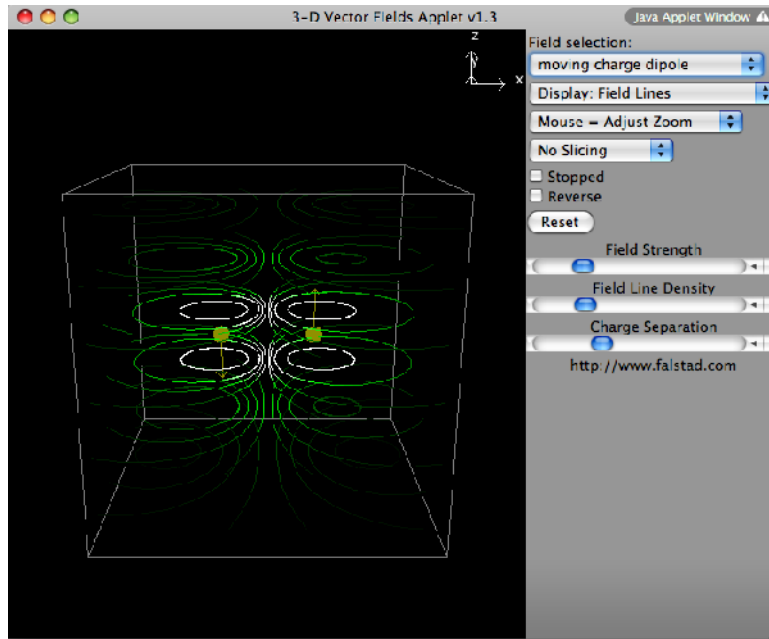 3-D Vector Fields Applet v1.3
Java Applet Window
z
x
Field selection:
moving charge dipole
Display: Field Lines
Mouse = Adjust Zoom
No Slicing
Stopped
Reverse
Reset
Field Strength
Field Line Density
Charge Separation
http://www.falstad.com